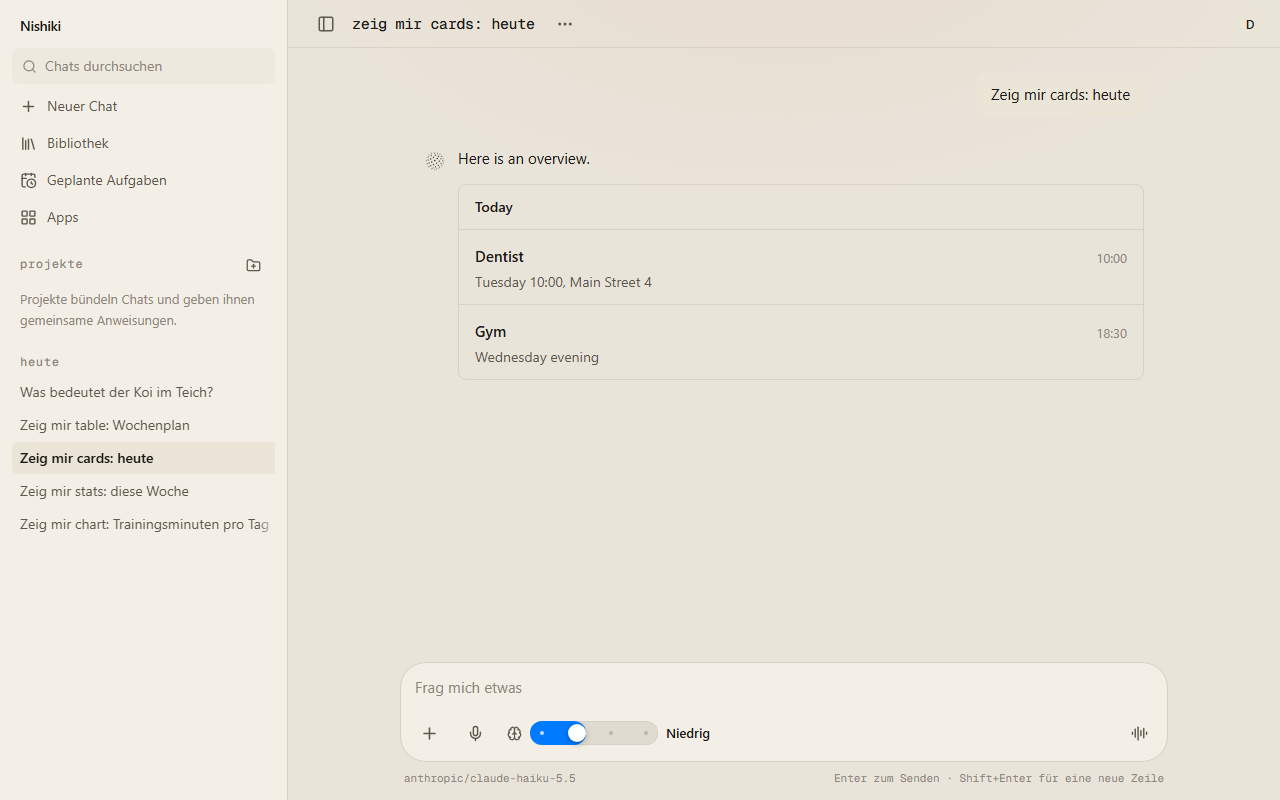 Nishiki
Chats durchsuchen
Neuer Chat
Bibliothek
Geplante Aufgaben
Apps
projekte
Projekte bündeln Chats und geben ihnen
gemeinsame Anweisungen.
heute
Was bedeutet der Koi im Teich?
Zeig mir table: Wochenplan
Zeig mir cards: heute
Zeig mir stats: diese Woche
Zeig mir chart: Trainingsminuten pro Tag
zeig mir cards: heute
D
Zeig mir cards: heute
Here is an overview.
Today
Dentist
10:00
Tuesday 10:00, Main Street 4
Gym
18:30
Wednesday evening
Frag mich etwas
Niedrig
anthropic/claude-haiku-5.5
Enter zum Senden · Shift+Enter für eine neue Zeile